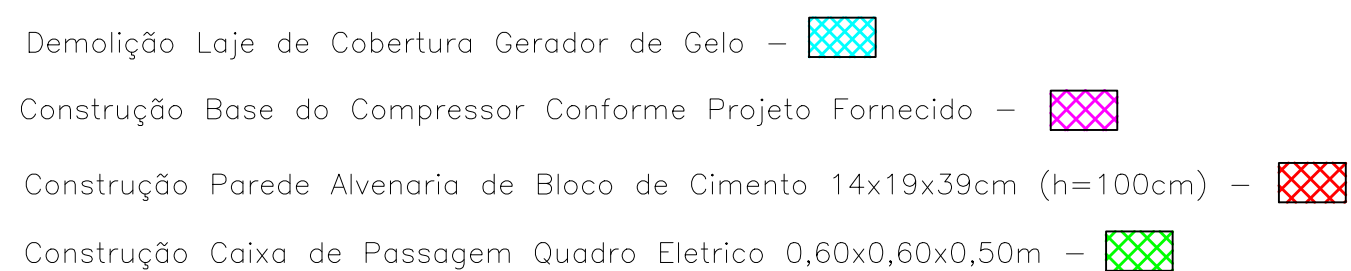 Demolição Laje de Cobertura Gerador de Gelo –
Construção Base do Compressor Conforme Projeto Fornecido –
Construção Parede Alvenaria de Bloco de Cimento 14x19x39cm (h=100cm) –
Construção Caixa de Passagem Quadro Eletrico 0,60x0,60x0,50m –